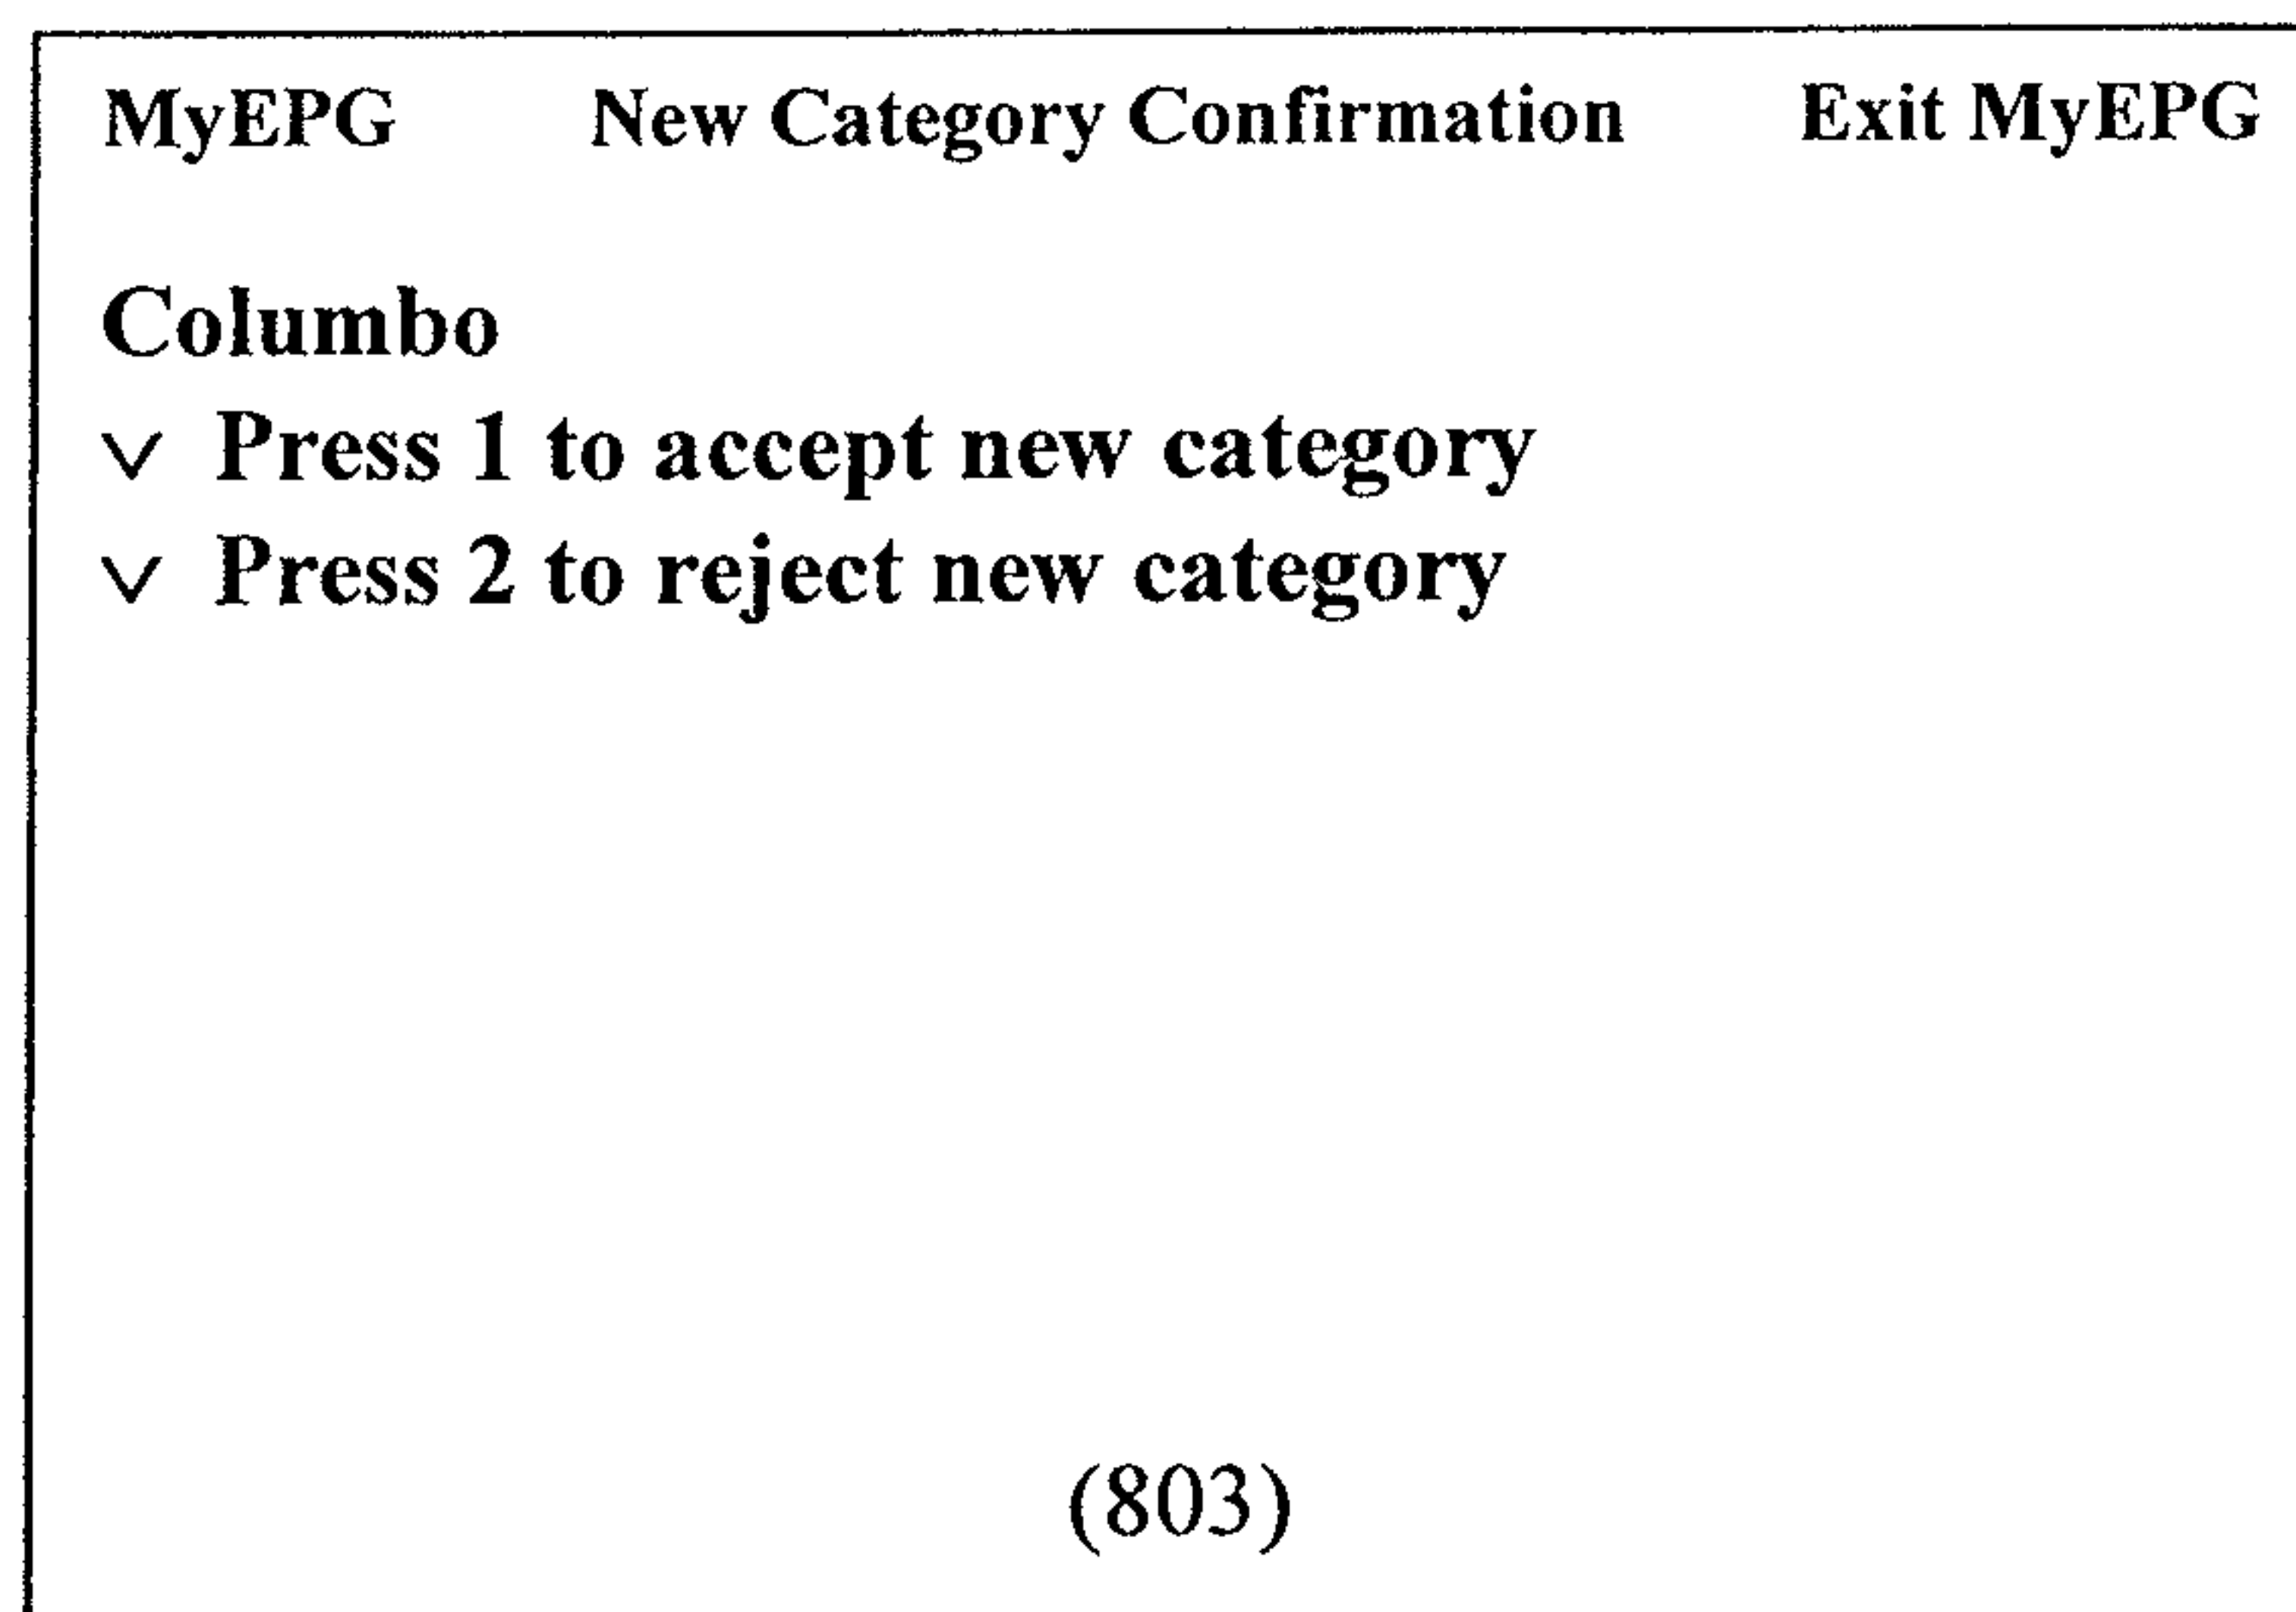 MyEPG New Category Confirmation Exit MyEPG
Columbo
∨ Press 1 to accept new category
∨ Press 2 to reject new category
(803)